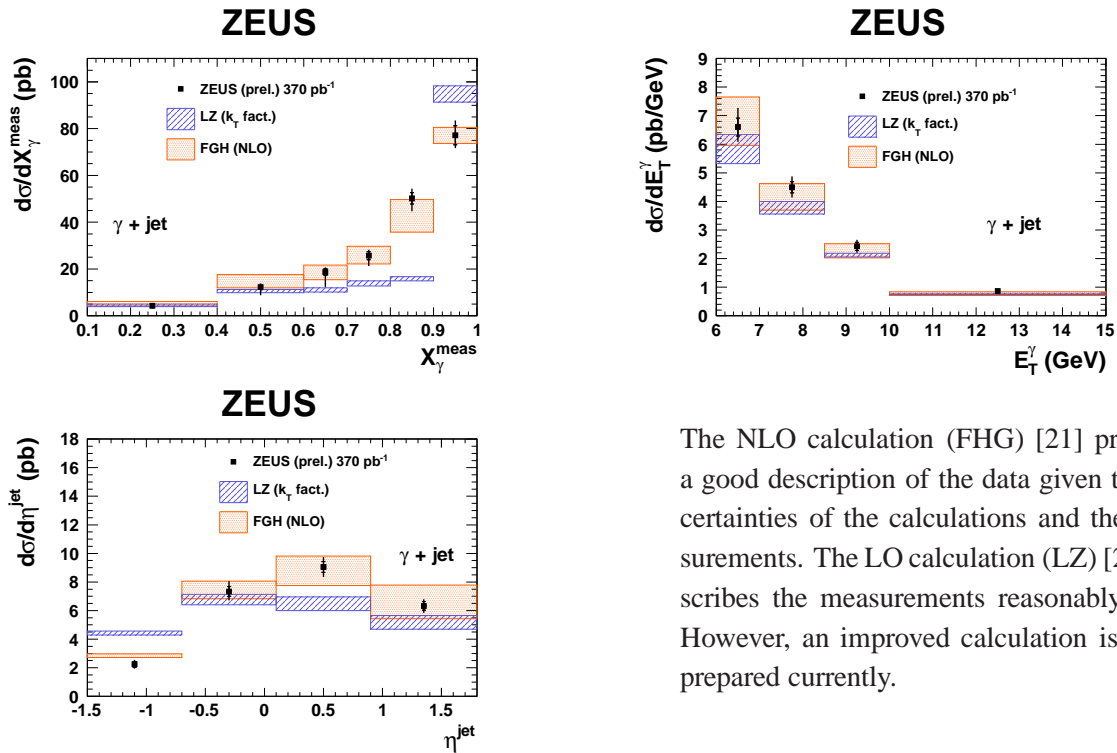 ZEUS
dσ/dX_γ^meas (pb)
100
80
60
40
20
0
ZEUS (prel.) 370 pb⁻¹
LZ (k_T fact.)
FGH (NLO)
γ + jet
0.1 0.2 0.3 0.4 0.5 0.6 0.7 0.8 0.9 1
X_γ^meas
ZEUS
dσ/dE_T^γ (pb/GeV)
9
8
7
6
5
4
3
2
1
0
ZEUS (prel.) 370 pb⁻¹
LZ (k_T fact.)
FGH (NLO)
γ + jet
6 7 8 9 10 11 12 13 14 15
E_T^γ (GeV)
ZEUS
dσ/dη^jet (pb)
18
16
14
12
10
8
6
4
2
0
ZEUS (prel.) 370 pb⁻¹
LZ (k_T fact.)
FGH (NLO)
γ + jet
-1.5 -1 -0.5 0 0.5 1 1.5
η^jet
The NLO calculation (FHG) [21] pr
a good description of the data given t
certainties of the calculations and the
surements. The LO calculation (LZ) [2
scribes the measurements reasonably
However, an improved calculation is
prepared currently.